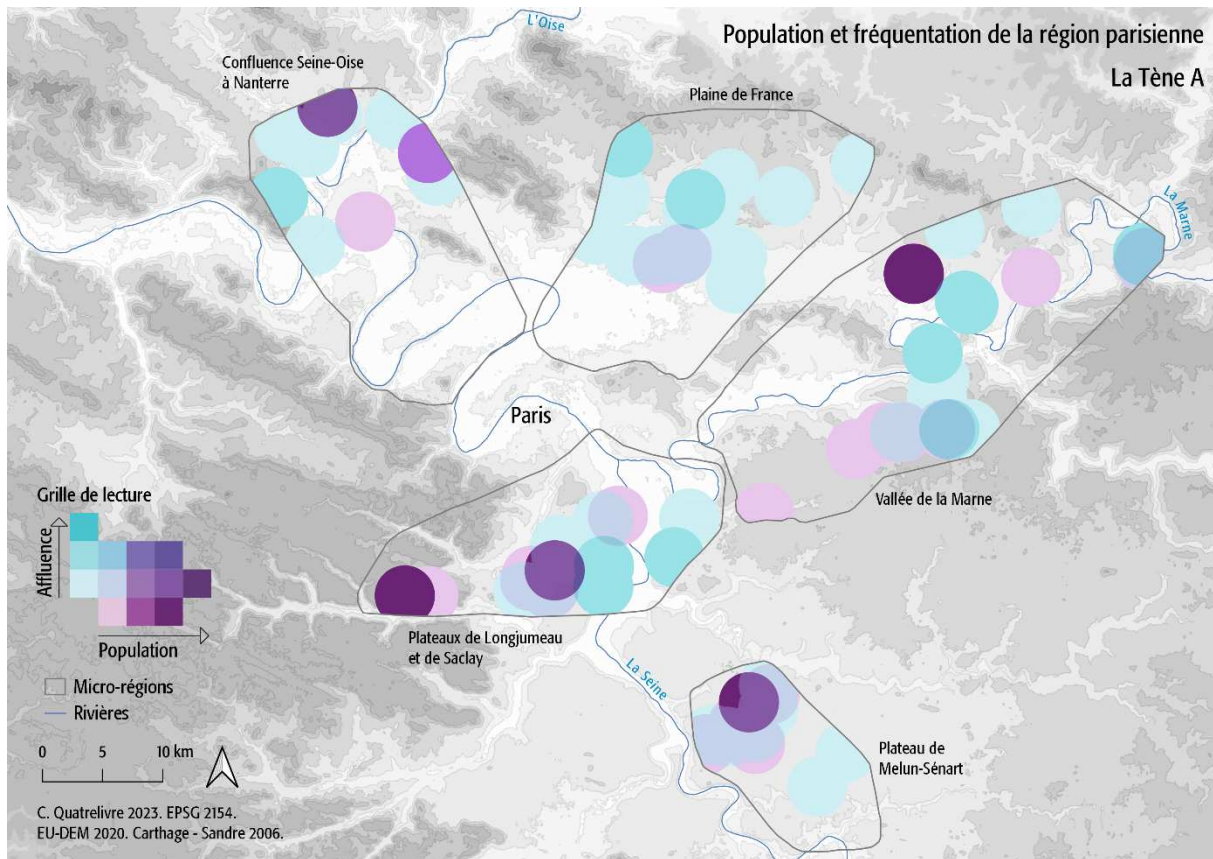 Population et fréquentation de la région parisienne
La Tène A
L'Oise
Confluence Seine-Oise
à Nanterre
Plaine de France
La Marne
Paris
Vallée de la Marne
Grille de lecture
Affluence
Population
Plateaux de Longjumeau
et de Saclay
La Seine
Micro-régions
Rivières
0 5 10 km
Plateau de
Melun-Sénart
C. Quatrelivre 2023. EPSG 2154.
EU-DEM 2020. Carthage - Sandre 2006.